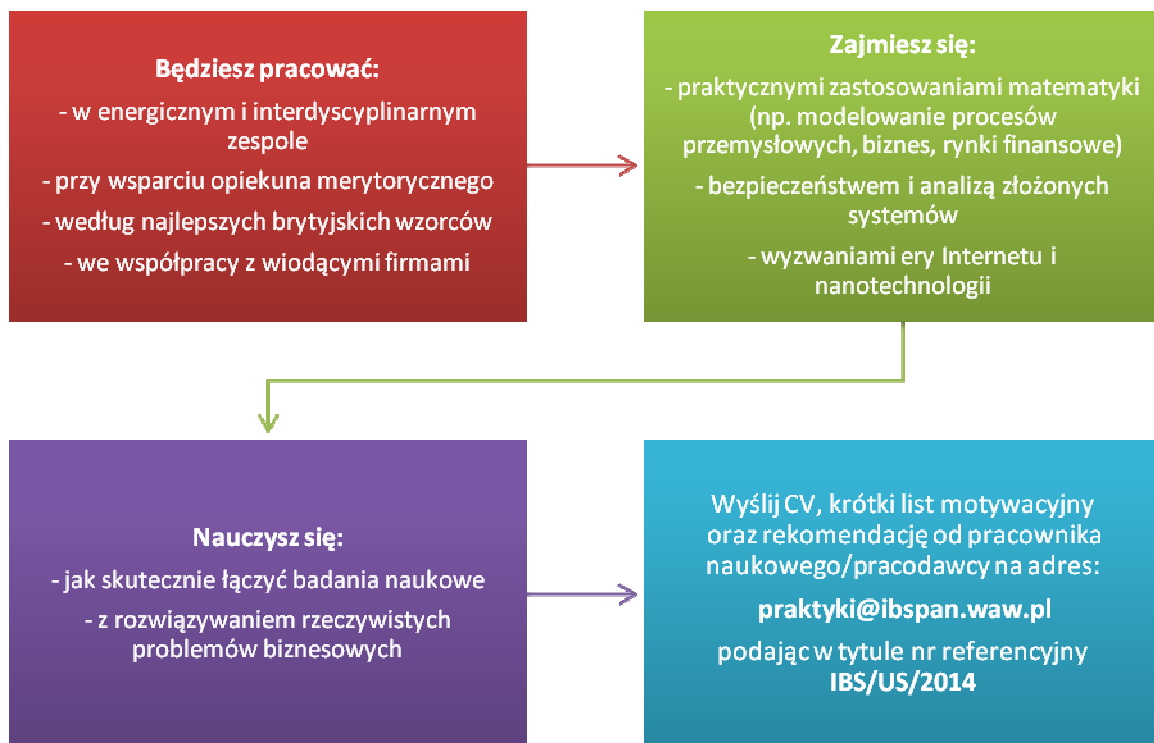 Będziesz pracować:
- w energicznym i interdyscyplinarnym
zespole
- przy wsparciu opiekuna merytorycznego
- według najlepszych brytyjskich wzorców
- we współpracy z wiodącymi firmami
Zajmiesz się:
- praktycznymi zastosowaniami matematyki
(np. modelowanie procesów
przemysłowych, biznes, rynki finansowe)
- bezpieczeństwem i analizą złożonych
systemów
- wyzwaniami ery Internetu i
nanotechnologii
Nauczysz się:
- jak skutecznie łączyć badania naukowe
- z rozwiązywaniem rzeczywistych
problemów biznesowych
Wyślij CV, krótki list motywacyjny
oraz rekomendację od pracownika
naukowego/pracodawcy na adres:
praktyki@ibspan.waw.pl
podając w tytule nr referencyjny
IBS/US/2014